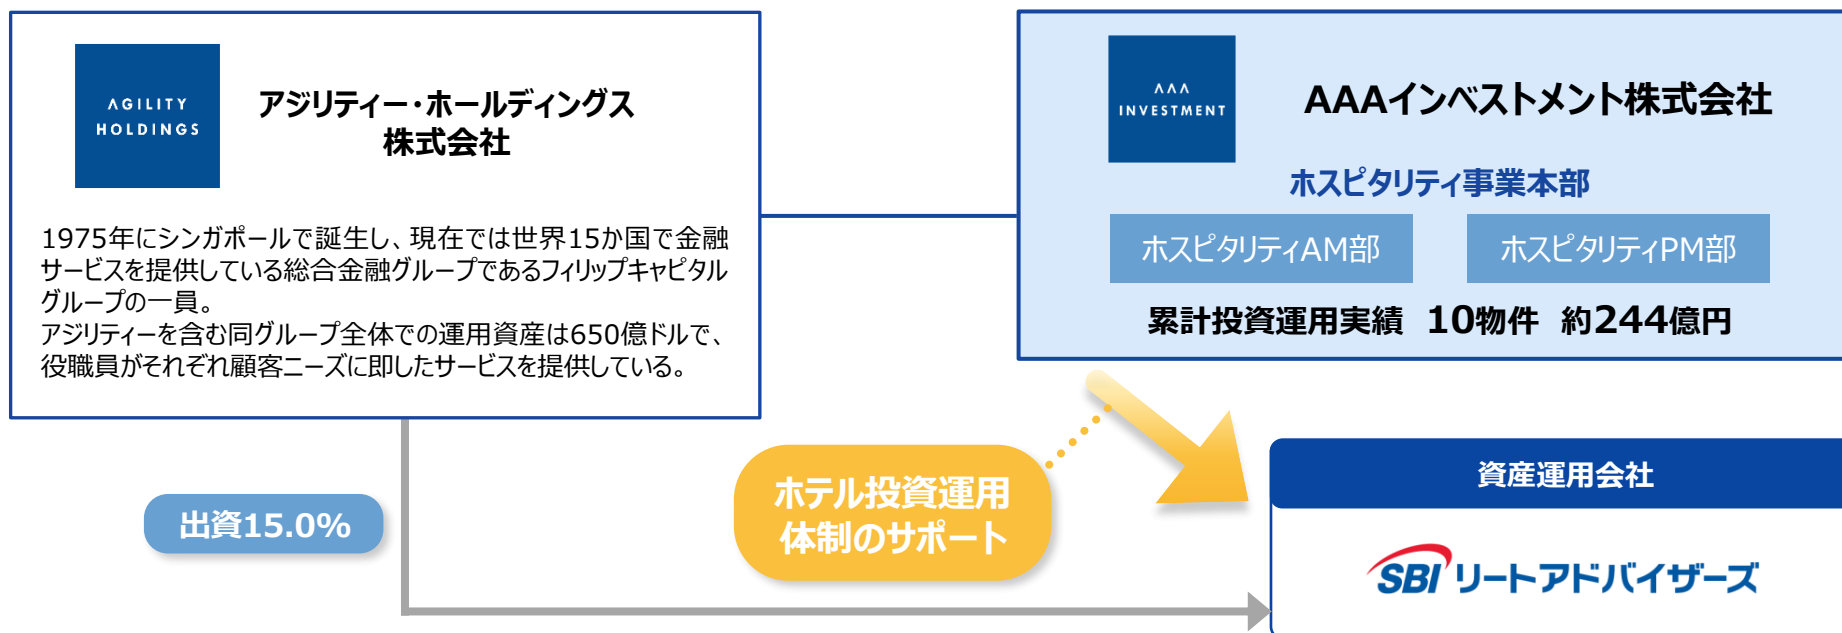 AGILITY
HOLDINGS
アジリティー・ホールディングス
株式会社
1975年にシンガポールで誕生し、現在では世界15か国で金融
サービスを提供している総合金融グループであるフィリップキャピタル
グループの一員。
アジリティーを含む同グループ全体での運用資産は650億ドルで、
役職員がそれぞれ顧客ニーズに即したサービスを提供している。
AAA
INVESTMENT
AAAインベストメント株式会社
ホスピタリティ事業本部
ホスピタリティAM部
ホスピタリティPM部
累計投資運用実績 10物件 約244億円
出資15.0%
ホテル投資運用
体制のサポート
資産運用会社
SBI リートアドバイザーズ